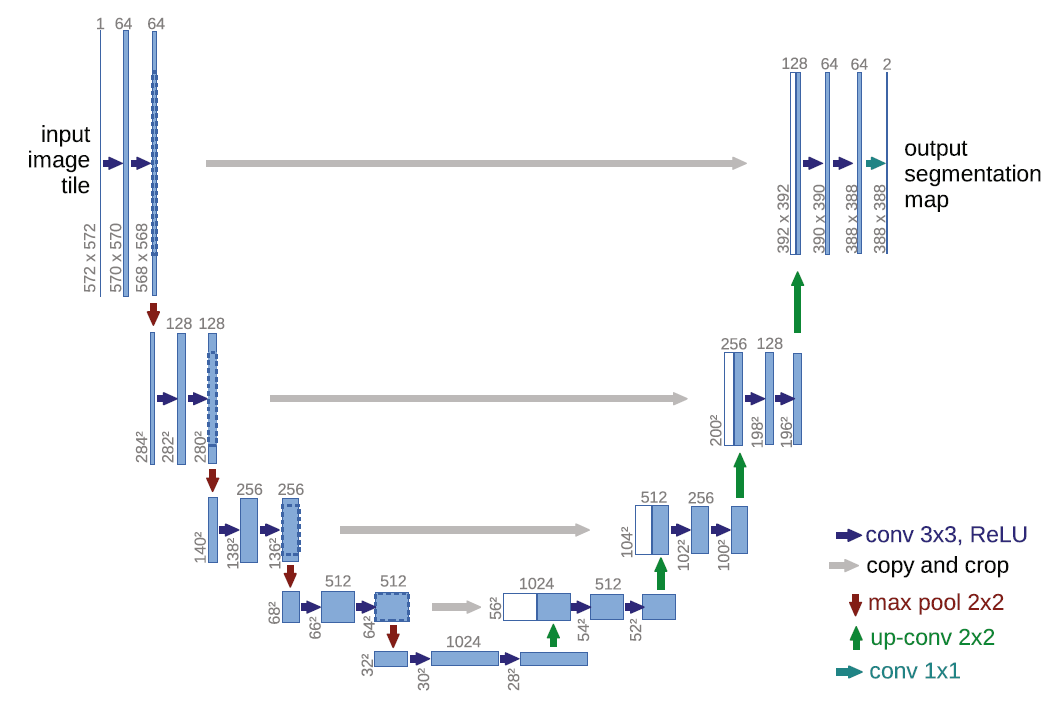 1 64 64
128 64 64 2
input
image
tile
output
segmentation
map
572 x 572
570 x 570
568 x 568
392 x 392
390 x 390
388 x 388
388 x 388
128 128
256 128
284²
282²
280²
200²
198²
196²
256 256
512 256
140²
138²
136²
104²
102²
100²
conv 3x3, ReLU
copy and crop
max pool 2x2
up-conv 2x2
conv 1x1
512 512
1024 512
68²
66²
64²
56²
54²
52²
1024
32²
30²
28²